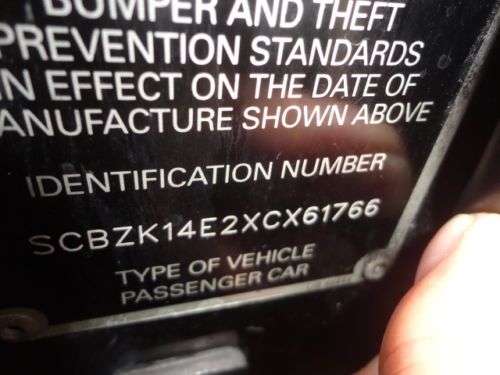 BUMPER AND THEFT
PREVENTION STANDARDS
IN EFFECT ON THE DATE OF
MANUFACTURE SHOWN ABOVE
IDENTIFICATION NUMBER
SCBZK14E2XCX61766
TYPE OF VEHICLE
PASSENGER CAR